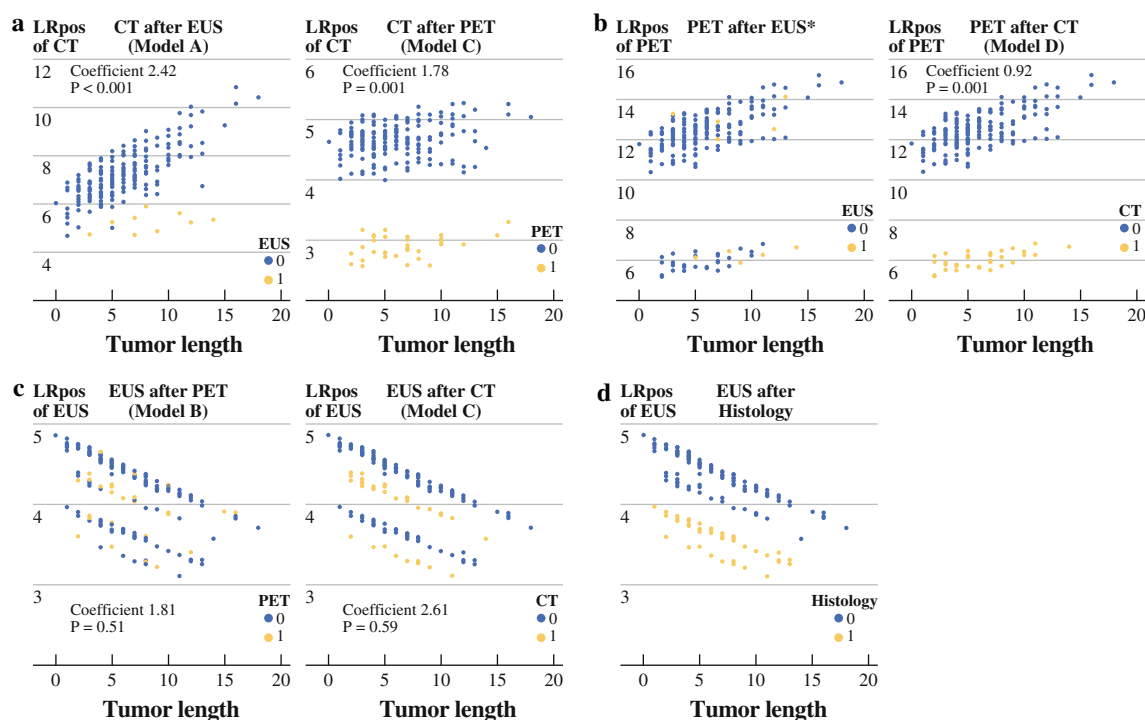 a
LRpos
of CT
CT after EUS
(Model A)
Coefficient 2.42
P < 0.001
12
10
8
6
4
EUS
0
1
0 5 10 15 20
Tumor length
LRpos
of CT
CT after PET
(Model C)
Coefficient 1.78
P = 0.001
6
5
4
3
PET
0
1
0 5 10 15 20
Tumor length
b
LRpos
of PET
PET after EUS*
16
14
12
10
8
6
EUS
0
1
0 5 10 15 20
Tumor length
LRpos
of PET
PET after CT
(Model D)
Coefficient 0.92
P = 0.001
16
14
12
10
8
6
CT
0
1
0 5 10 15 20
Tumor length
c
LRpos
of EUS
EUS after PET
(Model B)
5
4
3
Coefficient 1.81
P = 0.51
PET
0
1
0 5 10 15 20
Tumor length
LRpos
of EUS
EUS after CT
(Model C)
5
4
3
Coefficient 2.61
P = 0.59
CT
0
1
0 5 10 15 20
Tumor length
d
LRpos
of EUS
EUS after
Histology
5
4
3
Histology
0
1
0 5 10 15 20
Tumor length